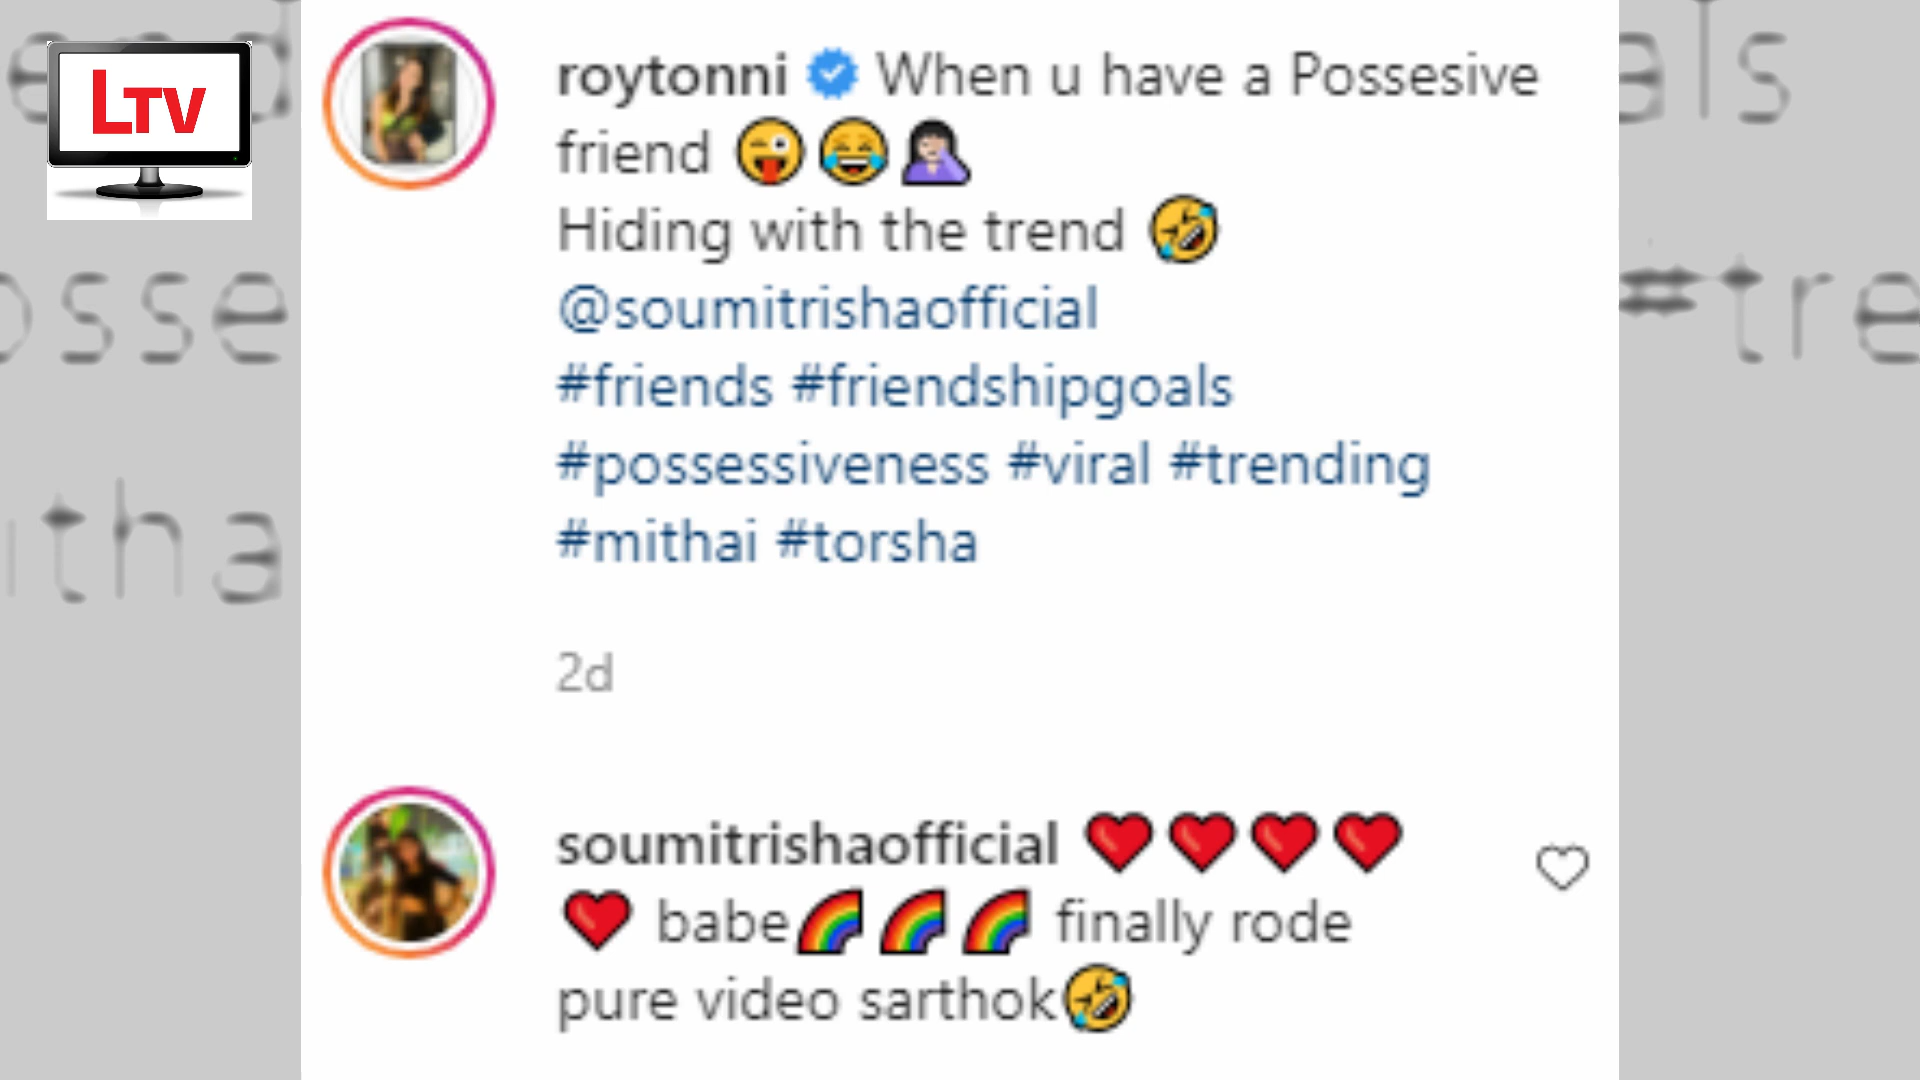 LTV
roytonni When u have a Possesive
friend 😜😂🤦🏻‍♀️
Hiding with the trend 🤣
@soumitrishaofficial
#friends #friendshipgoals
#possessiveness #viral #trending
#mithai #torsha
2d
soumitrishaofficial ❤️❤️❤️❤️
❤️ babe🌈🌈🌈 finally rode
pure video sarthok🤣